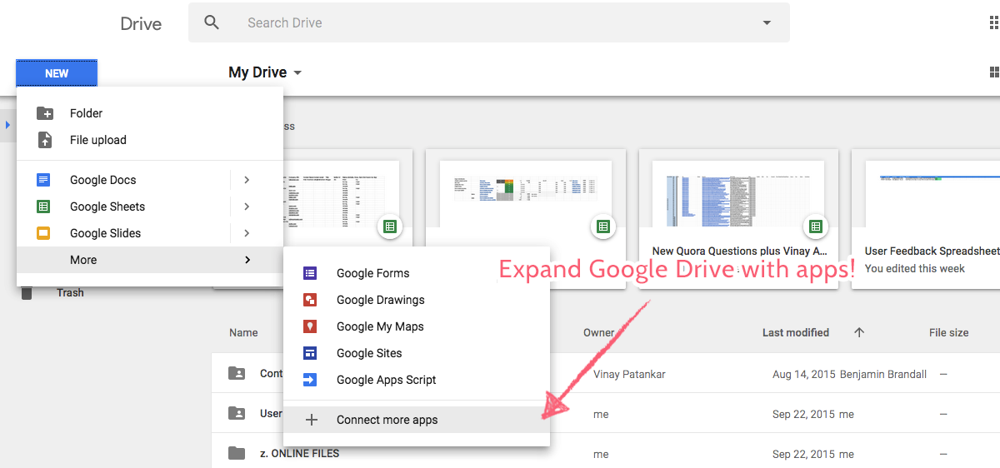 Drive
Search Drive
NEW
My Drive
Folder
File upload
ss
Google Docs
Google Sheets
Google Slides
More
Trash
New Quora Questions plus Vinay A...
User Feedback Spreadsheet
You edited this week
Expand Google Drive with apps!
Google Forms
Google Drawings
Google My Maps
Google Sites
Google Apps Script
Connect more apps
Name Owner Last modified File size
Cont Vinay Patankar Aug 14, 2015 Benjamin Brandall —
User me Sep 22, 2015 me —
z. ONLINE FILES me Sep 22, 2015 me —